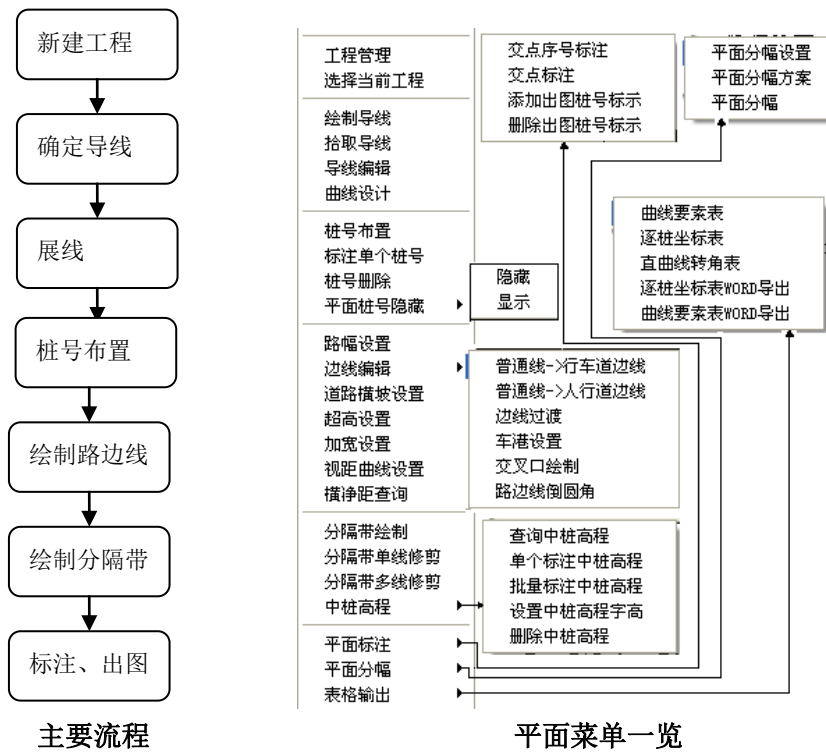 新建工程
确定导线
展线
桩号布置
绘制路边线
绘制分隔带
标注、出图
主要流程
工程管理
选择当前工程
绘制导线
拾取导线
导线编辑
曲线设计
桩号布置
标注单个桩号
桩号删除
平面桩号隐藏
路幅设置
边线编辑
道路横坡设置
超高设置
加宽设置
视距曲线设置
横净距查询
分隔带绘制
分隔带单线修剪
分隔带多线修剪
中桩高程
平面标注
平面分幅
表格输出
交点序号标注
交点标注
添加出图桩号标示
删除出图桩号标示
平面分幅设置
平面分幅方案
平面分幅
曲线要素表
逐桩坐标表
直曲线转角表
逐桩坐标表WORD导出
曲线要素表WORD导出
隐藏
显示
普通线->行车道边线
普通线->人行道边线
边线过渡
车港设置
交叉口绘制
路边线倒圆角
查询中桩高程
单个标注中桩高程
批量标注中桩高程
设置中桩高程字高
删除中桩高程
平面菜单一览